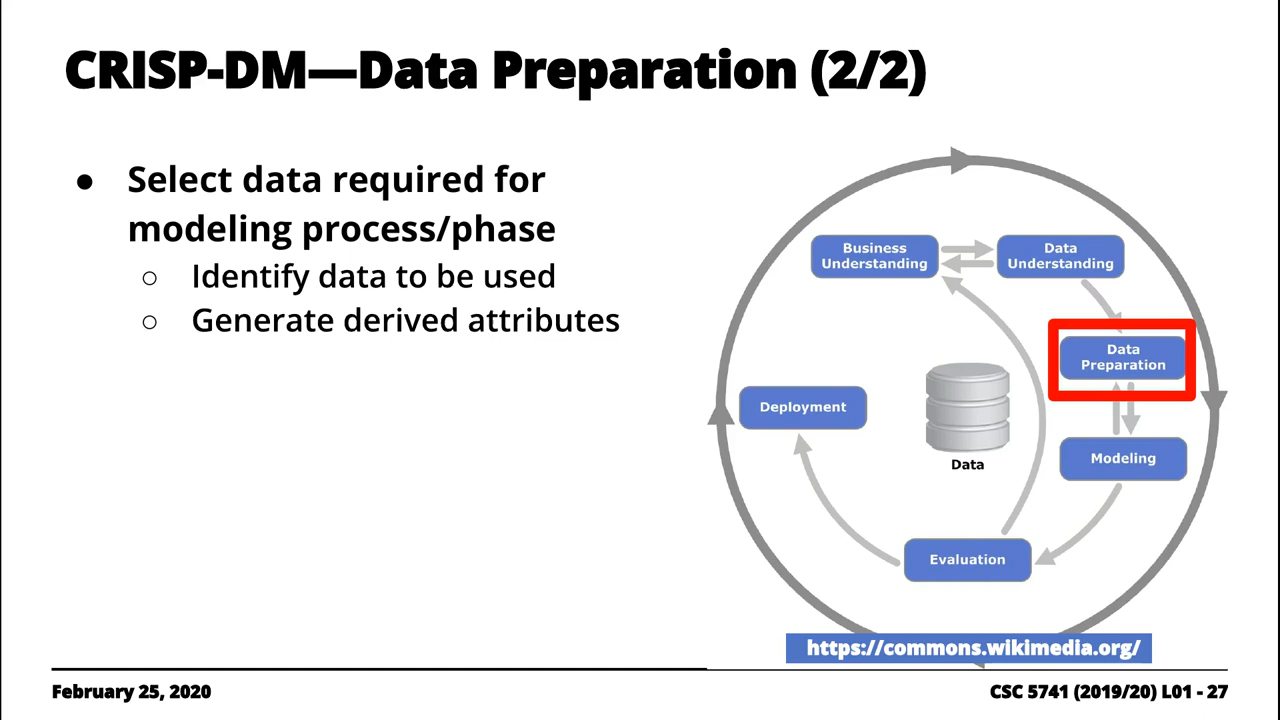 CRISP-DM—Data Preparation (2/2)
● Select data required for
modeling process/phase
○ Identify data to be used
○ Generate derived attributes
Business
Understanding
Data
Understanding
Data
Preparation
Deployment
Data
Modeling
Evaluation
https://commons.wikimedia.org/
February 25, 2020
CSC 5741 (2019/20) L01 - 27